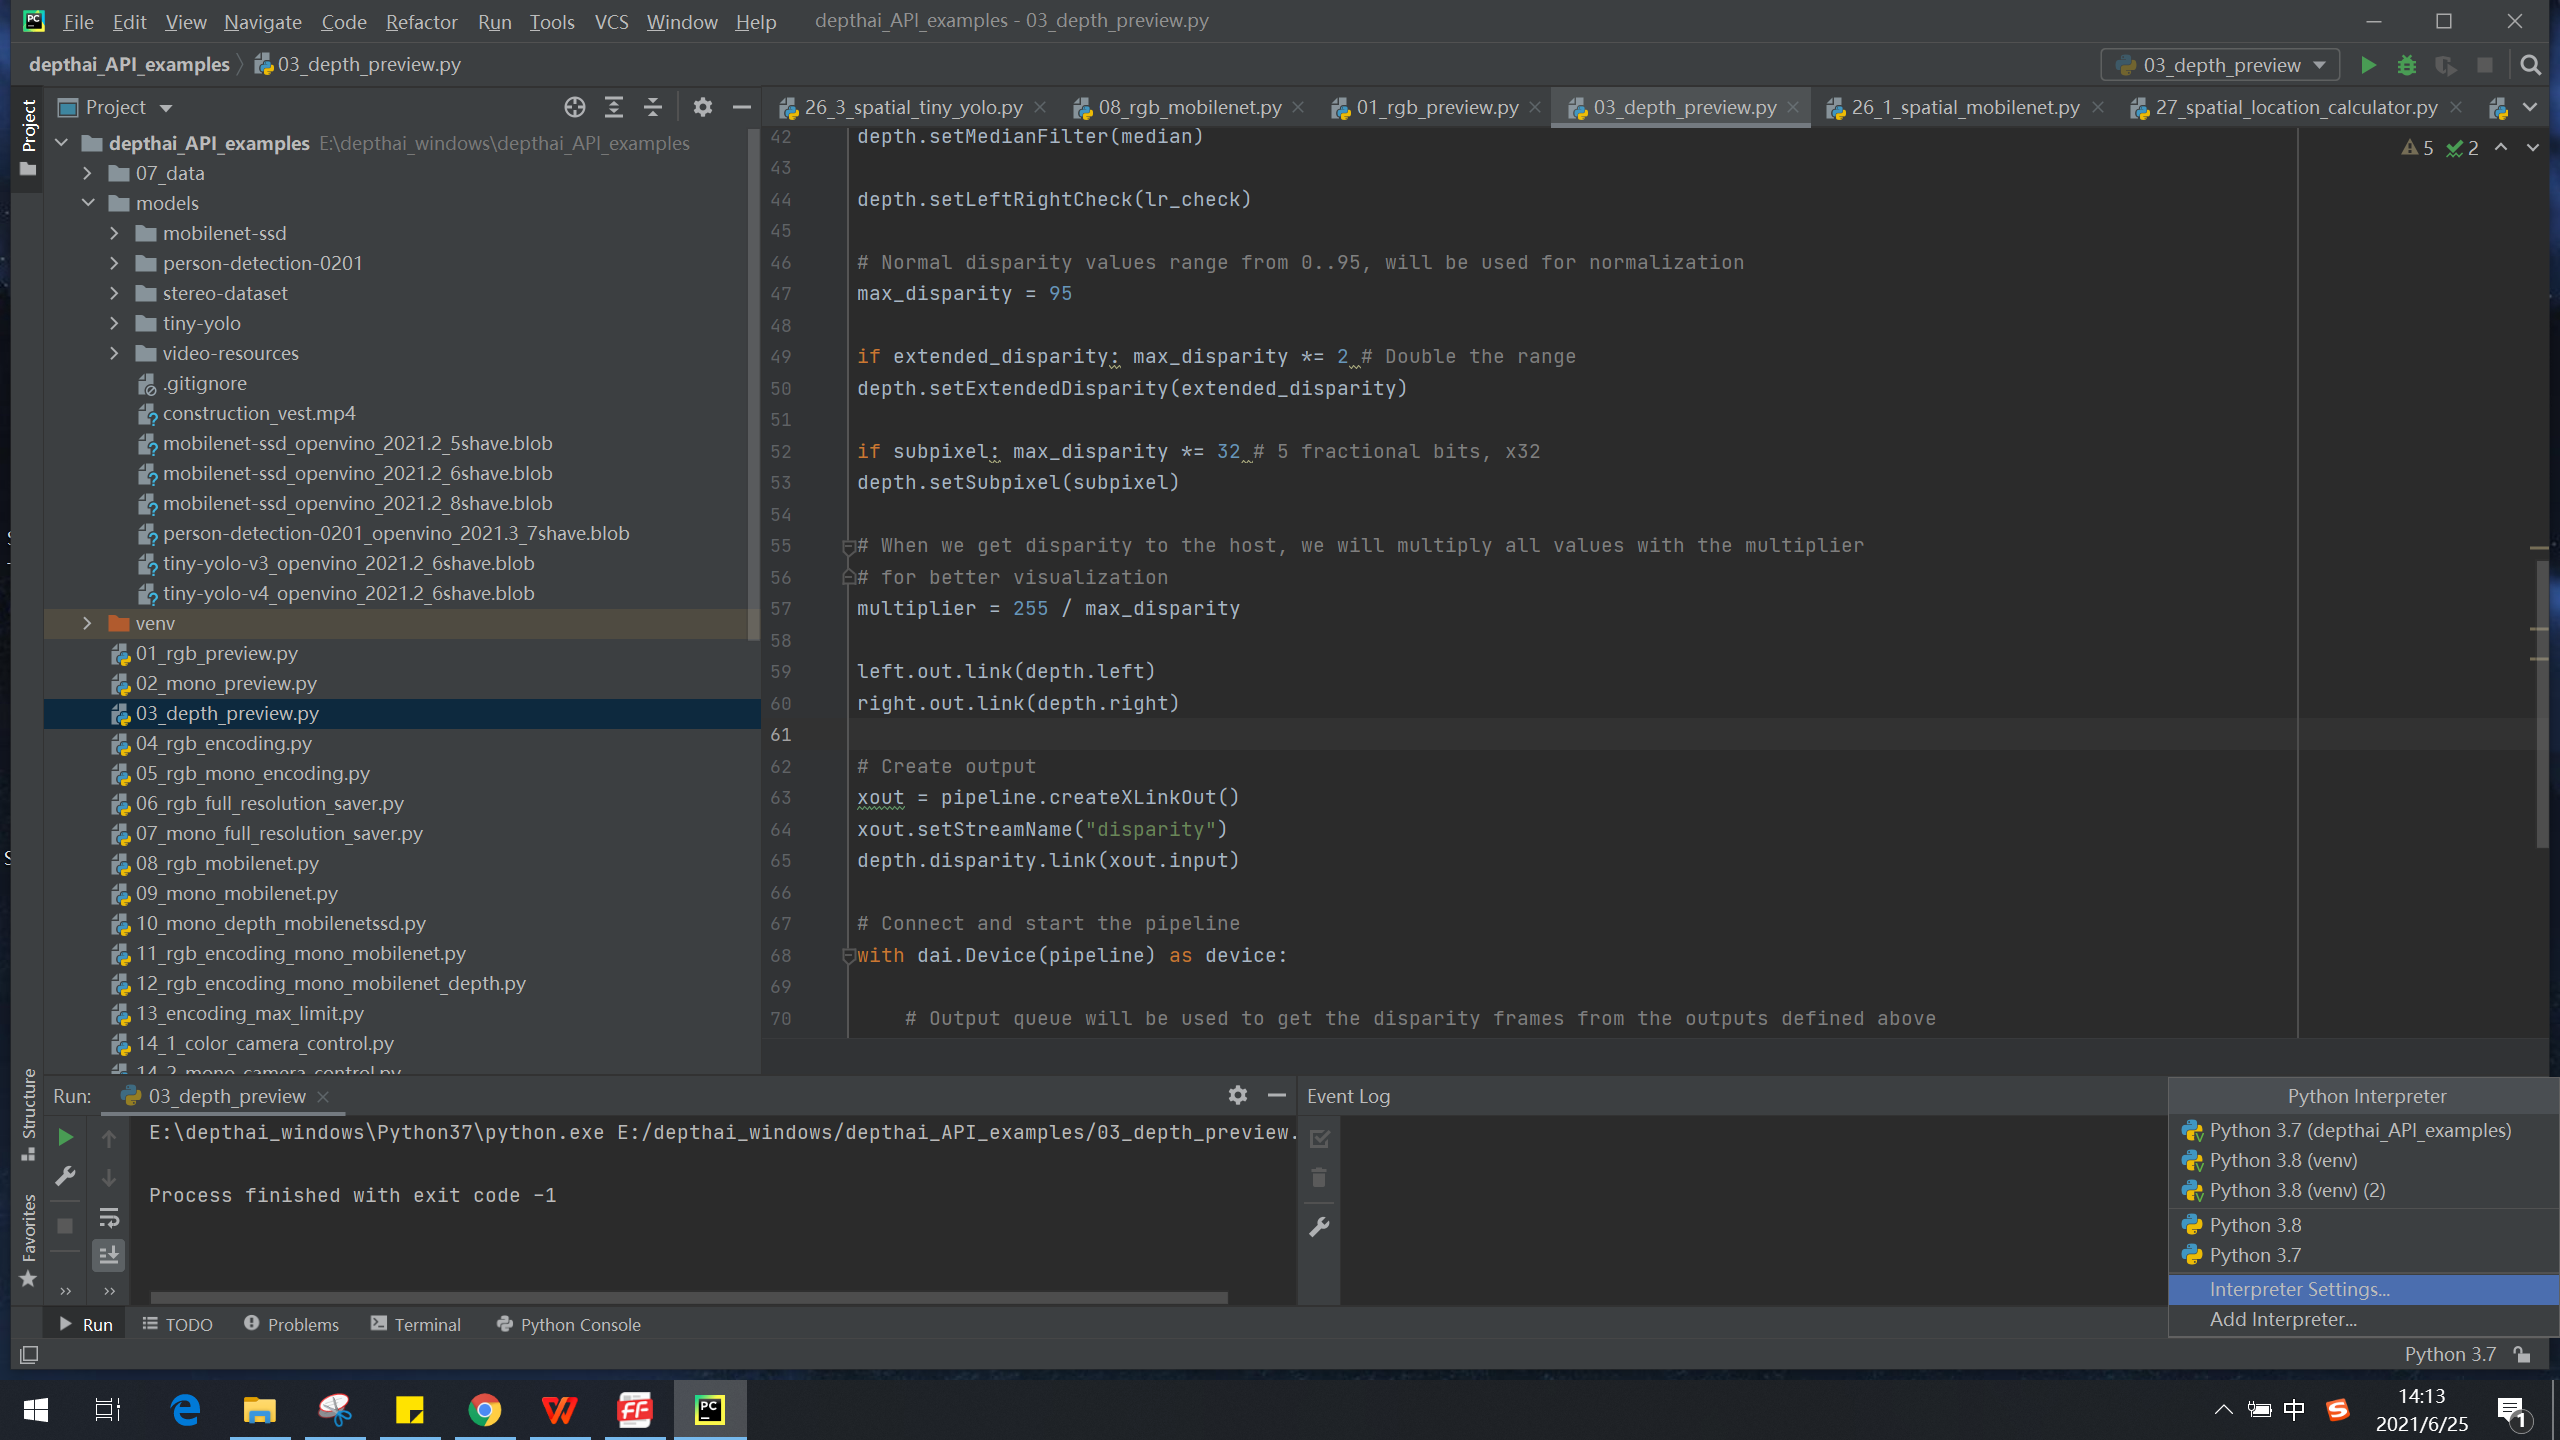 File Edit View Navigate Code Refactor Run Tools VCS Window Help depthai_API_examples - 03_depth_preview.py
depthai_API_examples 03_depth_preview.py
03_depth_preview
Project
Project
26_3_spatial_tiny_yolo.py 08_rgb_mobilenet.py 01_rgb_preview.py 03_depth_preview.py 26_1_spatial_mobilenet.py 27_spatial_location_calculator.py
depthai_API_examples E:\depthai_windows\depthai_API_examples
07_data
models
mobilenet-ssd
person-detection-0201
stereo-dataset
tiny-yolo
video-resources
.gitignore
construction_vest.mp4
mobilenet-ssd_openvino_2021.2_5shave.blob
mobilenet-ssd_openvino_2021.2_6shave.blob
mobilenet-ssd_openvino_2021.2_8shave.blob
person-detection-0201_openvino_2021.3_7shave.blob
tiny-yolo-v3_openvino_2021.2_6shave.blob
tiny-yolo-v4_openvino_2021.2_6shave.blob
venv
01_rgb_preview.py
02_mono_preview.py
03_depth_preview.py
04_rgb_encoding.py
05_rgb_mono_encoding.py
06_rgb_full_resolution_saver.py
07_mono_full_resolution_saver.py
08_rgb_mobilenet.py
09_mono_mobilenet.py
10_mono_depth_mobilenetssd.py
11_rgb_encoding_mono_mobilenet.py
12_rgb_encoding_mono_mobilenet_depth.py
13_encoding_max_limit.py
14_1_color_camera_control.py
14_2_mono_camera_control.py
5 2
42 depth.setMedianFilter(median)
43
44 depth.setLeftRightCheck(lr_check)
45
46 # Normal disparity values range from 0..95, will be used for normalization
47 max_disparity = 95
48
49 if extended_disparity: max_disparity *= 2 # Double the range
50 depth.setExtendedDisparity(extended_disparity)
51
52 if subpixel: max_disparity *= 32 # 5 fractional bits, x32
53 depth.setSubpixel(subpixel)
54
55 # When we get disparity to the host, we will multiply all values with the multiplier
56 # for better visualization
57 multiplier = 255 / max_disparity
58
59 left.out.link(depth.left)
60 right.out.link(depth.right)
61
62 # Create output
63 xout = pipeline.createXLinkOut()
64 xout.setStreamName("disparity")
65 depth.disparity.link(xout.input)
66
67 # Connect and start the pipeline
68 with dai.Device(pipeline) as device:
69
70 # Output queue will be used to get the disparity frames from the outputs defined above
Structure
Favorites
Run: 03_depth_preview
E:\depthai_windows\Python37\python.exe E:/depthai_windows/depthai_API_examples/03_depth_preview.
Process finished with exit code -1
Event Log
Python Interpreter
Python 3.7 (depthai_API_examples)
Python 3.8 (venv)
Python 3.8 (venv) (2)
Python 3.8
Python 3.7
Interpreter Settings...
Add Interpreter...
Run TODO Problems Terminal Python Console
Python 3.7
中
14:13
2021/6/25
1